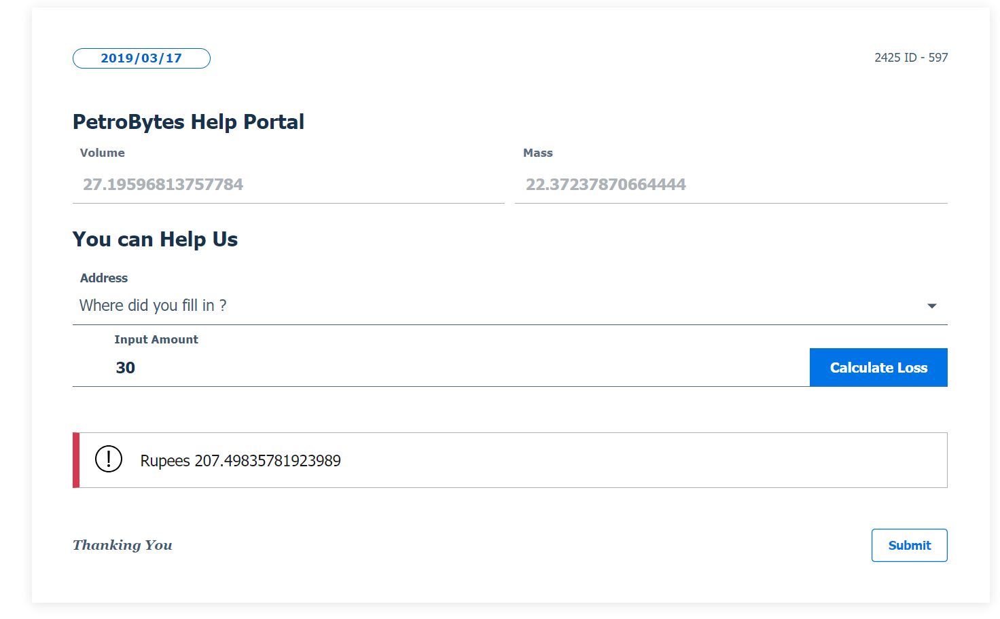 2019/03/17
2425 ID - 597
PetroBytes Help Portal
Volume
Mass
27.19596813757784
22.37237870664444
You can Help Us
Address
Where did you fill in ?
Input Amount
30
Calculate Loss
Rupees 207.49835781923989
Thanking You
Submit